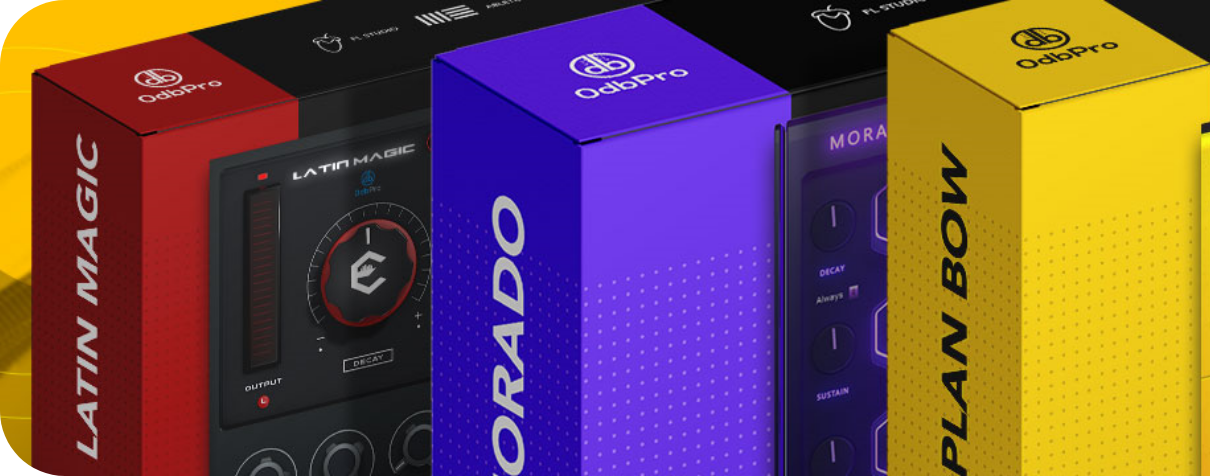 OdbPro
LATIN MAGIC
FL STUDIO
LATIN MAGIC
OdbPro
DECAY
OUTPUT
L
OdbPro
ORADO
FL STUDIO
MORA
DECAY
Always
SUSTAIN
OdbPro
PLAN BOW